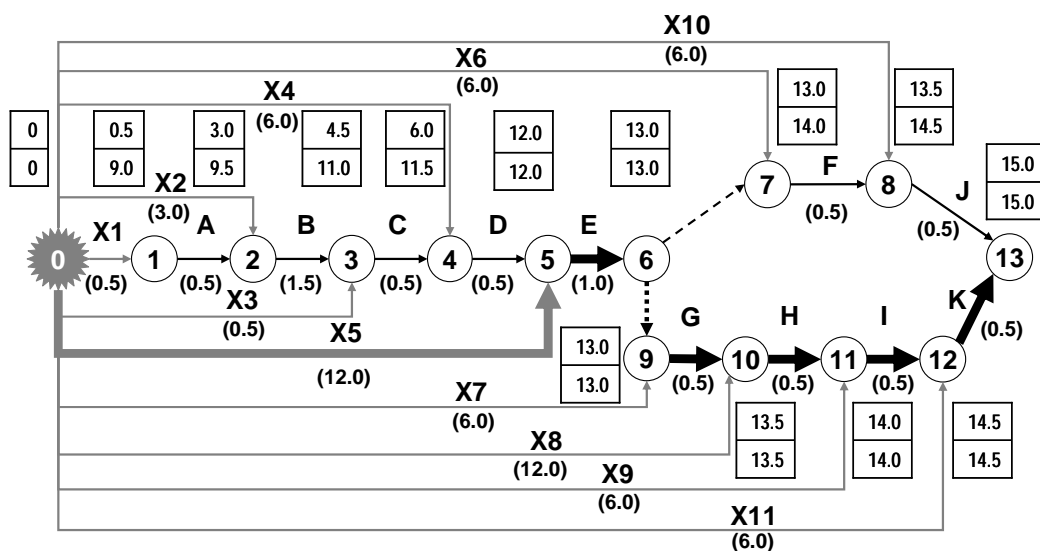 X10
(6.0)
X6
(6.0)
X4
(6.0)
13.0
14.0
13.5
14.5
0
0
0.5
9.0
3.0
9.5
4.5
11.0
6.0
11.5
12.0
12.0
13.0
13.0
15.0
15.0
X2
(3.0)
7
F
(0.5)
8
J
(0.5)
0
X1
(0.5)
1
A
(0.5)
2
B
(1.5)
3
C
(0.5)
4
D
(0.5)
5
E
(1.0)
6
13
X3
(0.5)
X5
(12.0)
13.0
13.0
9
G
(0.5)
10
H
(0.5)
11
I
(0.5)
12
K
(0.5)
X7
(6.0)
X8
(12.0)
13.5
13.5
14.0
14.0
14.5
14.5
X9
(6.0)
X11
(6.0)